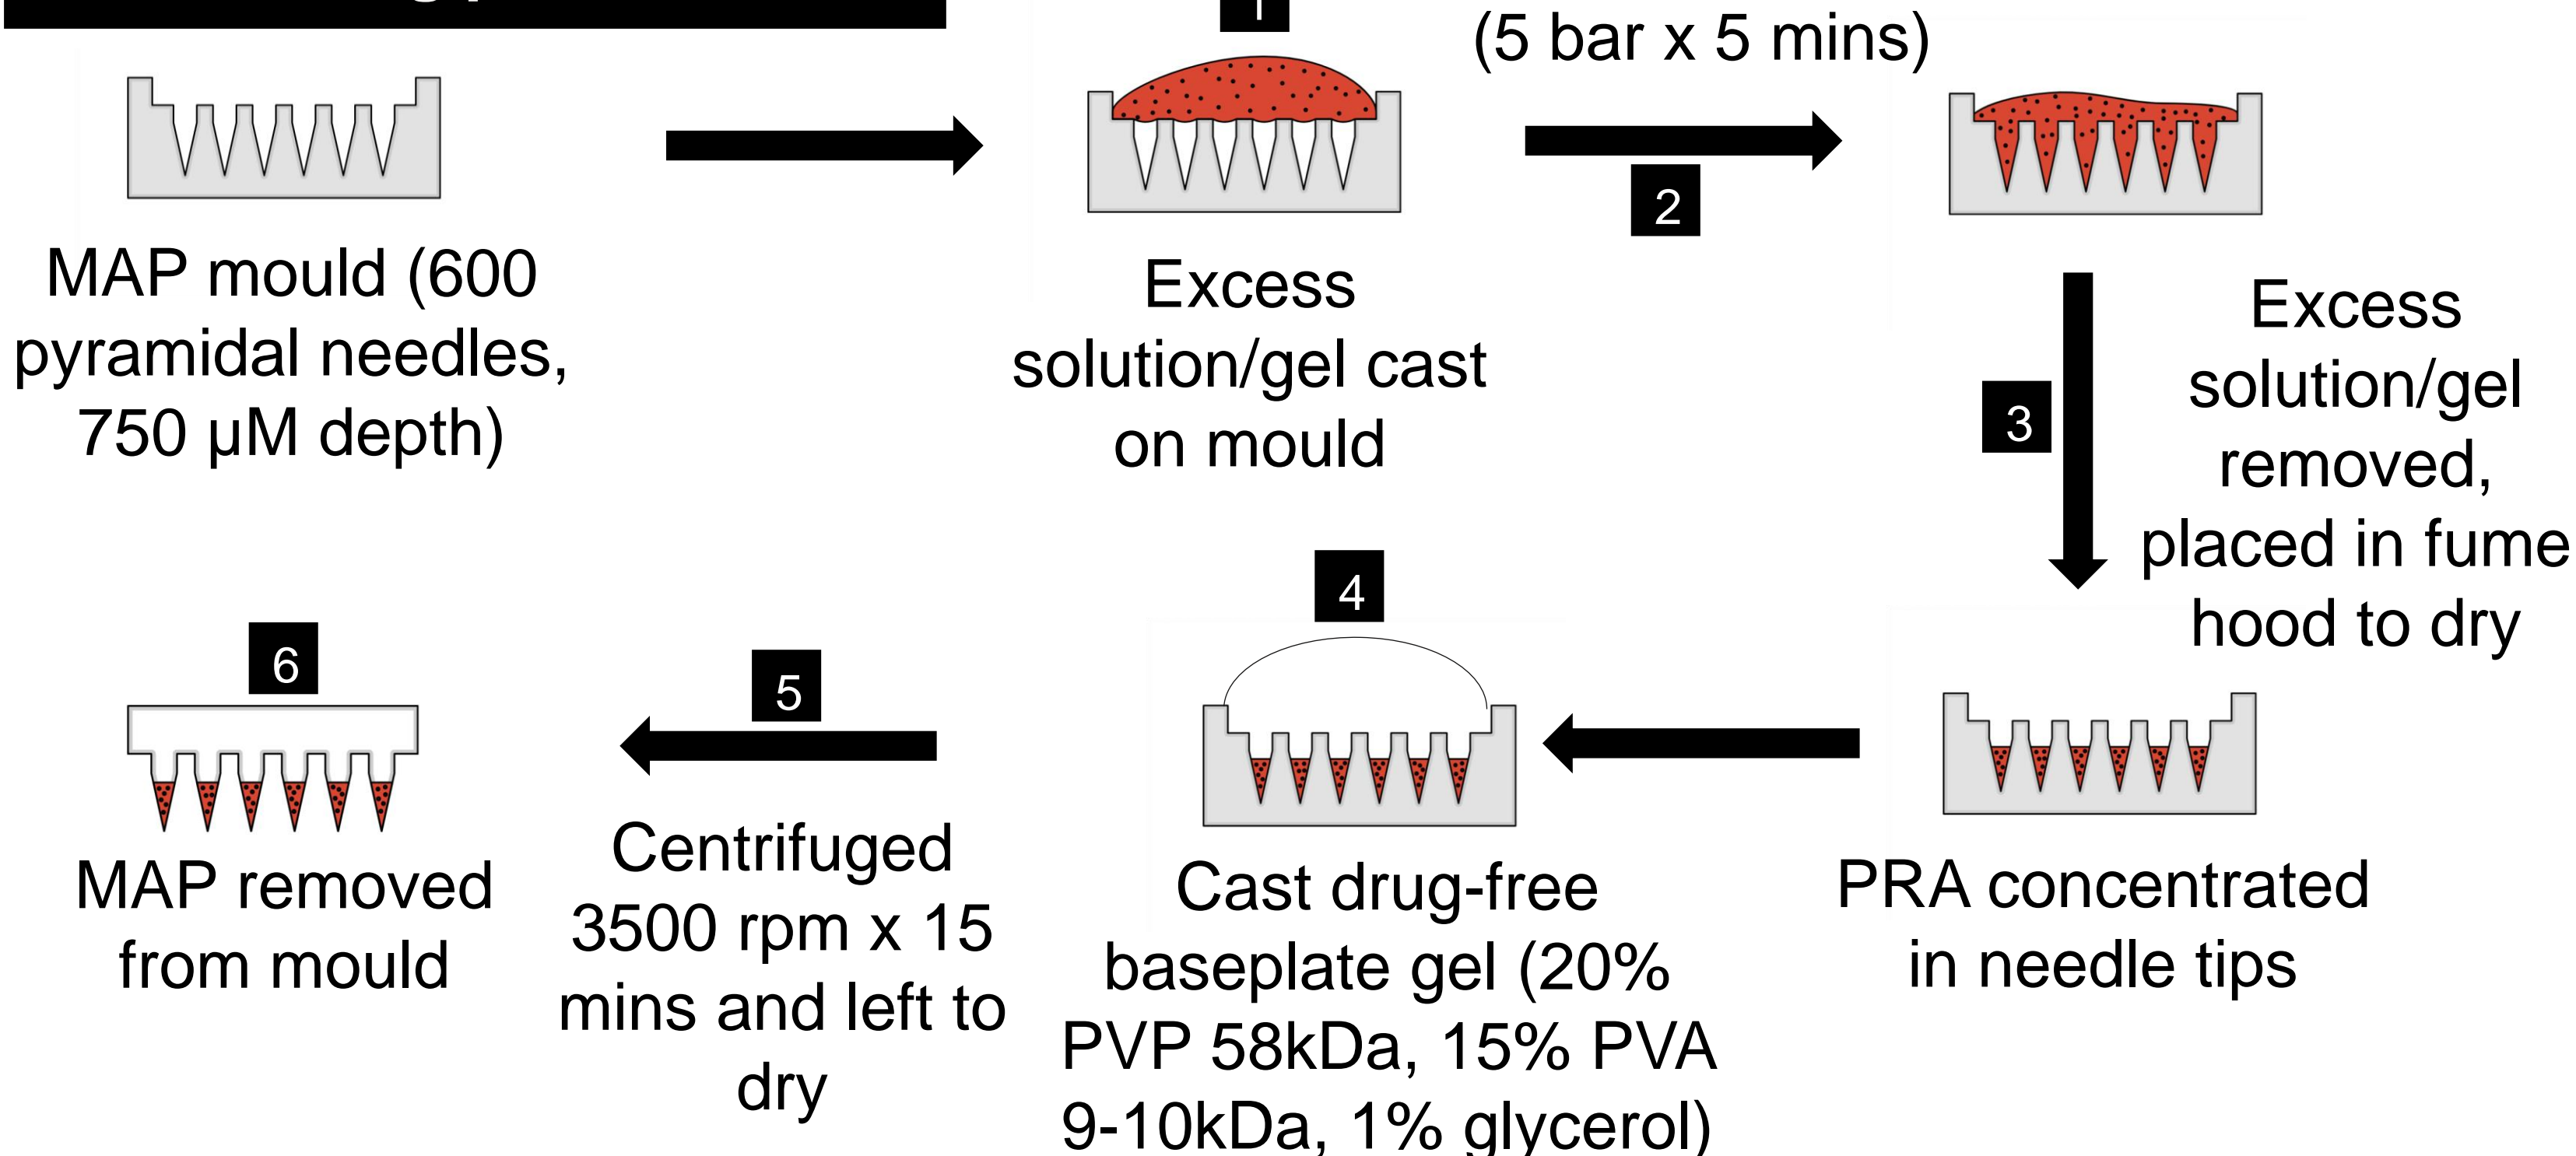 1
(5 bar x 5 mins)
2
MAP mould (600
pyramidal needles,
750 µM depth)
Excess
solution/gel cast
on mould
3
Excess
solution/gel
removed,
placed in fume
hood to dry
4
5
6
MAP removed
from mould
Centrifuged
3500 rpm x 15
mins and left to
dry
Cast drug-free
baseplate gel (20%
PVP 58kDa, 15% PVA
9-10kDa, 1% glycerol)
PRA concentrated
in needle tips